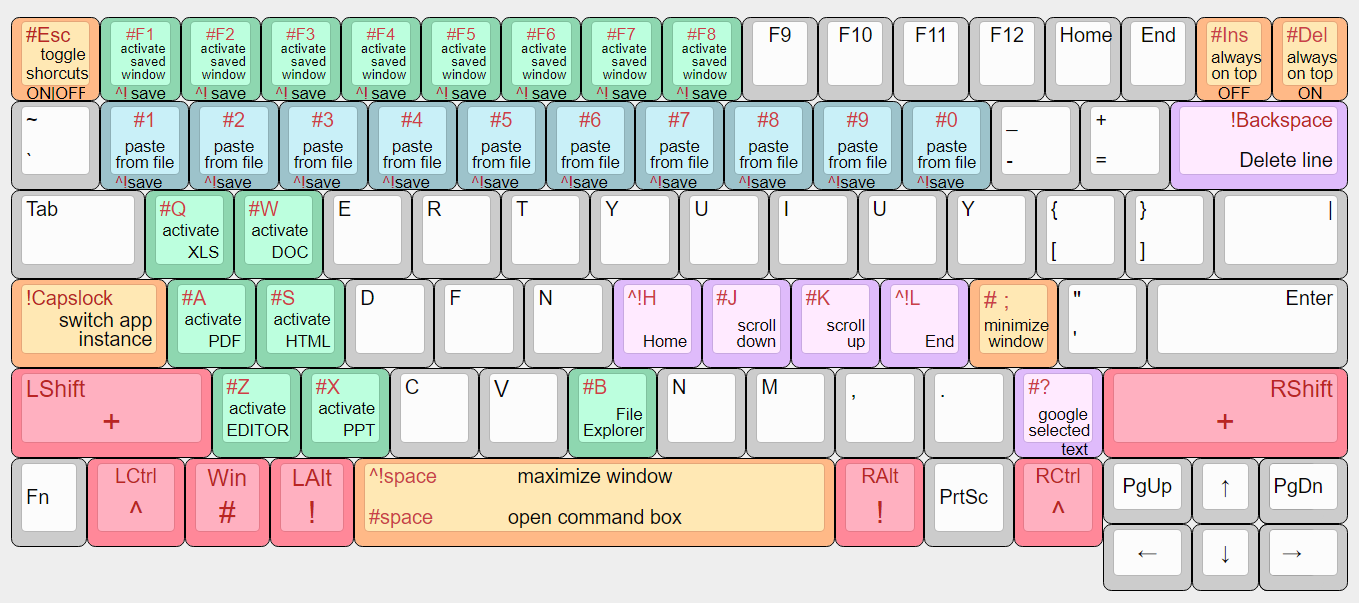 #Esc
toggle
shorcuts
ON|OFF
#F1
activate
saved
window
^! save
#F2
activate
saved
window
^! save
#F3
activate
saved
window
^! save
#F4
activate
saved
window
^! save
#F5
activate
saved
window
^! save
#F6
activate
saved
window
^! save
#F7
activate
saved
window
^! save
#F8
activate
saved
window
^! save
F9
F10
F11
F12
Home
End
#Ins
always
on top
OFF
#Del
always
on top
ON
~
`
#1
paste
from file
^!save
#2
paste
from file
^!save
#3
paste
from file
^!save
#4
paste
from file
^!save
#5
paste
from file
^!save
#6
paste
from file
^!save
#7
paste
from file
^!save
#8
paste
from file
^!save
#9
paste
from file
^!save
#0
paste
from file
^!save
_
-
+
=
!Backspace
Delete line
Tab
#Q
activate
XLS
#W
activate
DOC
E
R
T
Y
U
I
U
Y
{
[
}
]
|
!Capslock
switch app
instance
#A
activate
PDF
#S
activate
HTML
D
F
N
^!H
Home
#J
scroll
down
#K
scroll
up
^!L
End
# ;
minimize
window
"
'
Enter
LShift
+
#Z
activate
EDITOR
#X
activate
PPT
C
V
#B
File
Explorer
N
M
,
.
#?
google
selected
text
RShift
+
Fn
LCtrl
^
Win
#
LAlt
!
^!space maximize window
#space open command box
RAlt
!
PrtSc
RCtrl
^
PgUp
↑
PgDn
←
↓
→